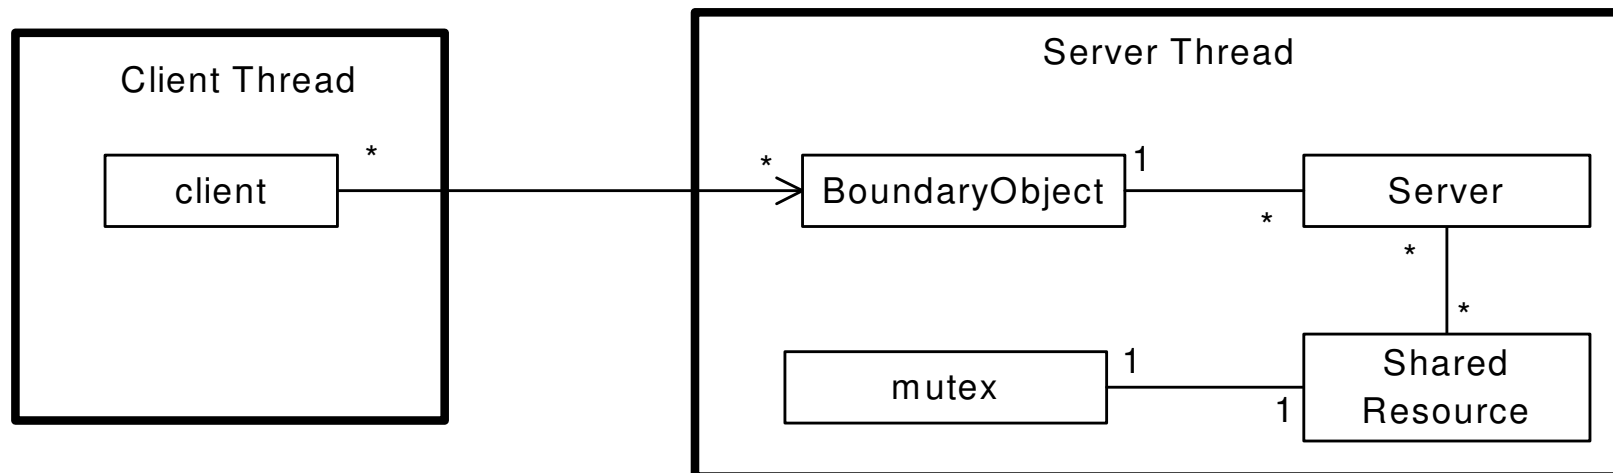 Client Thread
Server Thread
client
*
*
BoundaryObject
1
*
Server
*
*
mutex
1
1
Shared
Resource